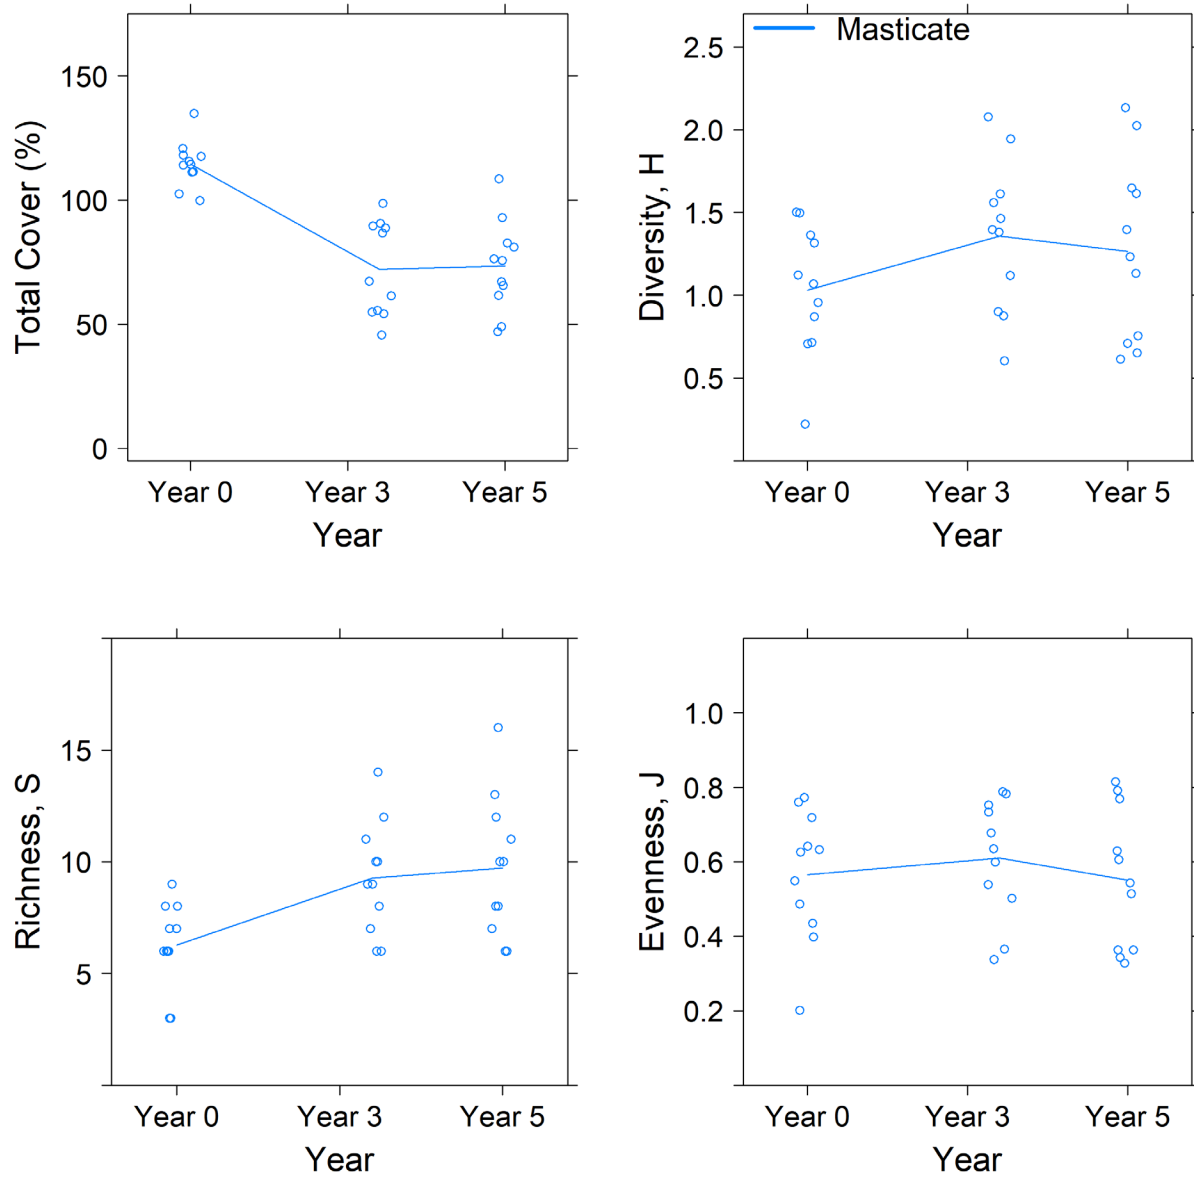 Total Cover (%)
150
100
50
0
Year 0 Year 3 Year 5
Year
Masticate
Diversity, H
2.5
2.0
1.5
1.0
0.5
Year 0 Year 3 Year 5
Year
Richness, S
15
10
5
Year 0 Year 3 Year 5
Year
Evenness, J
1.0
0.8
0.6
0.4
0.2
Year 0 Year 3 Year 5
Year